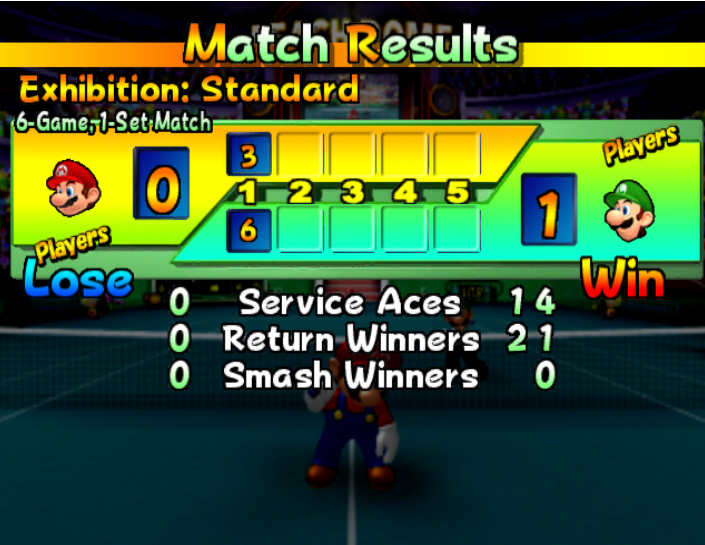 Match Results
Exhibition: Standard
6-Game, 1-Set Match
Players
3
0
1 2 3 4 5
1
6
Players
Lose
Win
0 Service Aces 14
0 Return Winners 21
0 Smash Winners 0